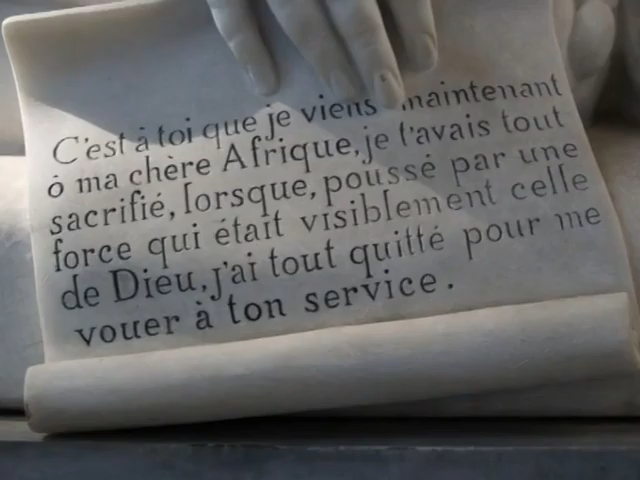 C'est à toi que je viens maintenant
ô ma chère Afrique, je t'avais tout
sacrifié, lorsque, poussé par une
force qui était visiblement celle
de Dieu, j'ai tout quitté pour me
vouer à ton service.